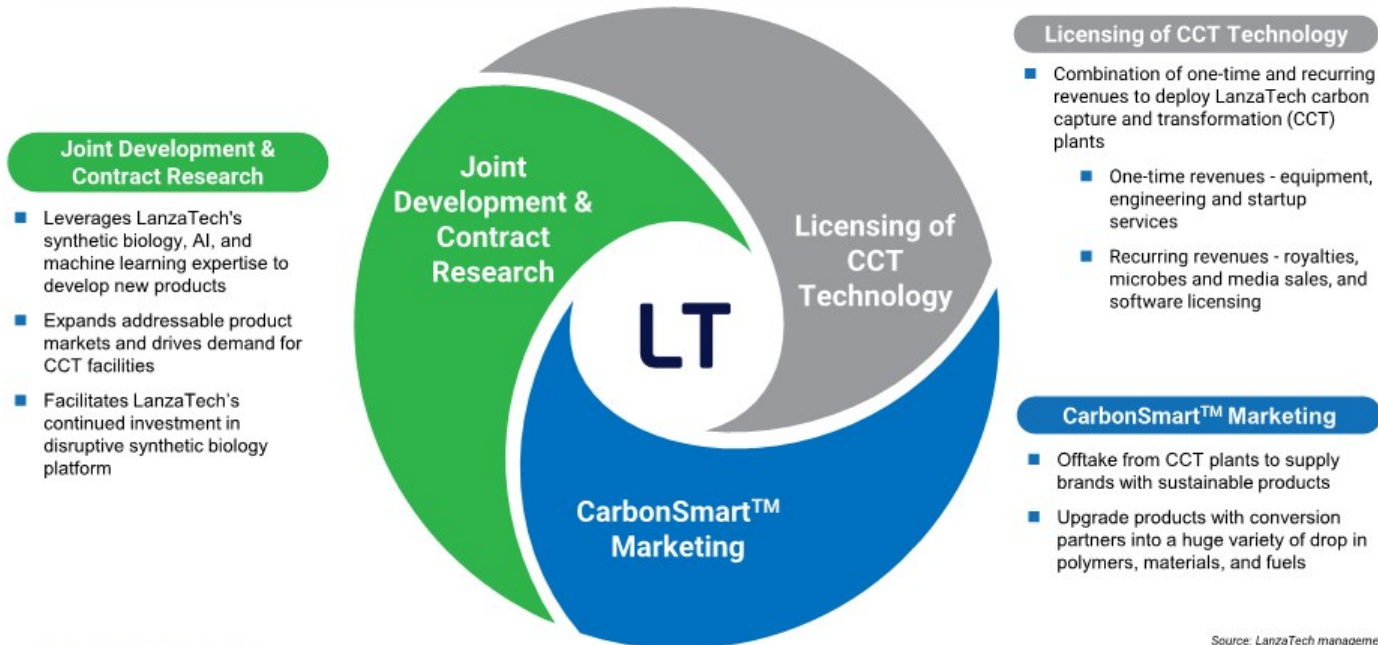 Joint Development &
Contract Research
Leverages LanzaTech's
synthetic biology, AI, and
machine learning expertise to
develop new products
Expands addressable product
markets and drives demand for
CCT facilities
Facilitates LanzaTech's
continued investment in
disruptive synthetic biology
platform
Joint
Development &
Contract
Research
Licensing of
CCT
Technology
LT
CarbonSmart™
Marketing
Licensing of CCT Technology
Combination of one-time and recurring
revenues to deploy LanzaTech carbon
capture and transformation (CCT)
plants
One-time revenues - equipment,
engineering and startup
services
Recurring revenues - royalties,
microbes and media sales, and
software licensing
CarbonSmart™ Marketing
Offtake from CCT plants to supply
brands with sustainable products
Upgrade products with conversion
partners into a huge variety of drop in
polymers, materials, and fuels
Source: LanzaTech manageme